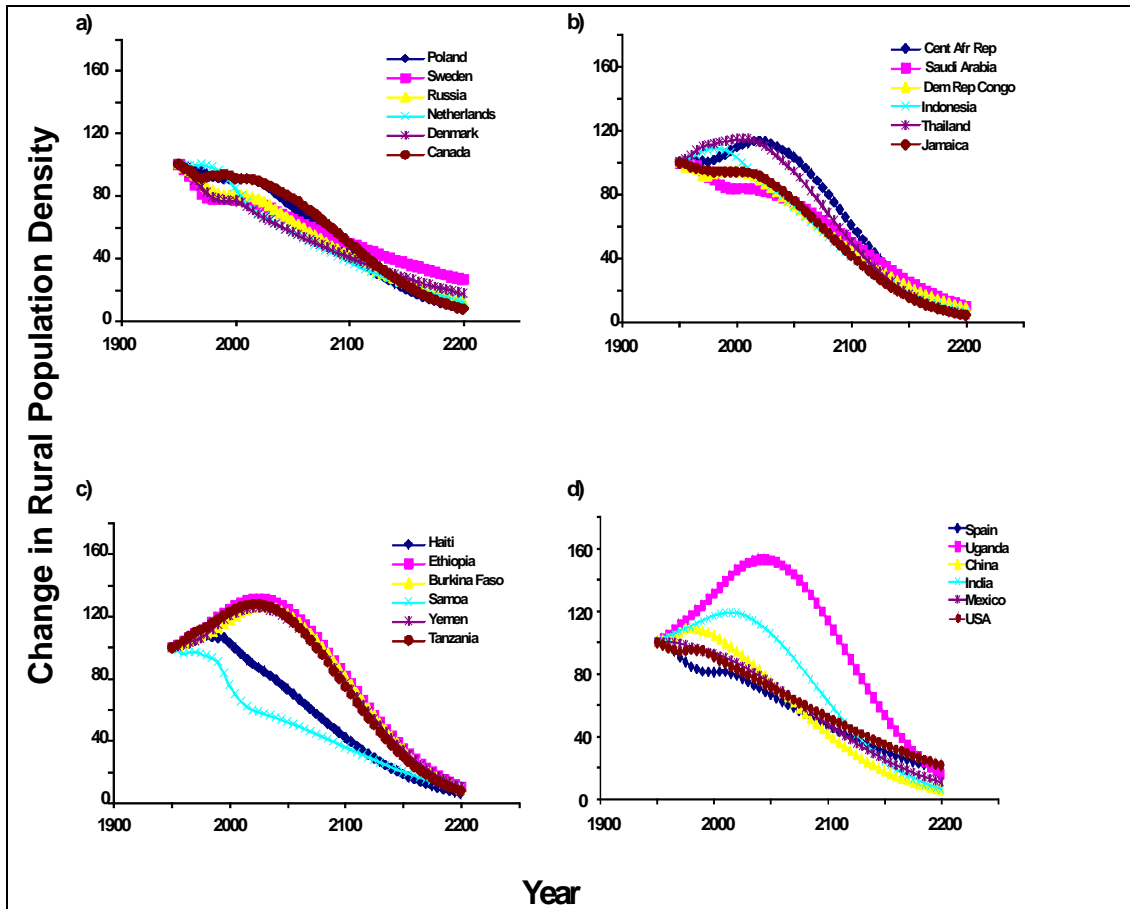 Change in Rural Population Density
a)
160
120
80
40
0
1900 2000 2100 2200
Poland
Sweden
Russia
Netherlands
Denmark
Canada
b)
160
120
80
40
0
1900 2000 2100 2200
Cent Afr Rep
Saudi Arabia
Dem Rep Congo
Indonesia
Thailand
Jamaica
c)
160
120
80
40
0
1900 2000 2100 2200
Haiti
Ethiopia
Burkina Faso
Samoa
Yemen
Tanzania
d)
160
120
80
40
0
1900 2000 2100 2200
Spain
Uganda
China
India
Mexico
USA
Year